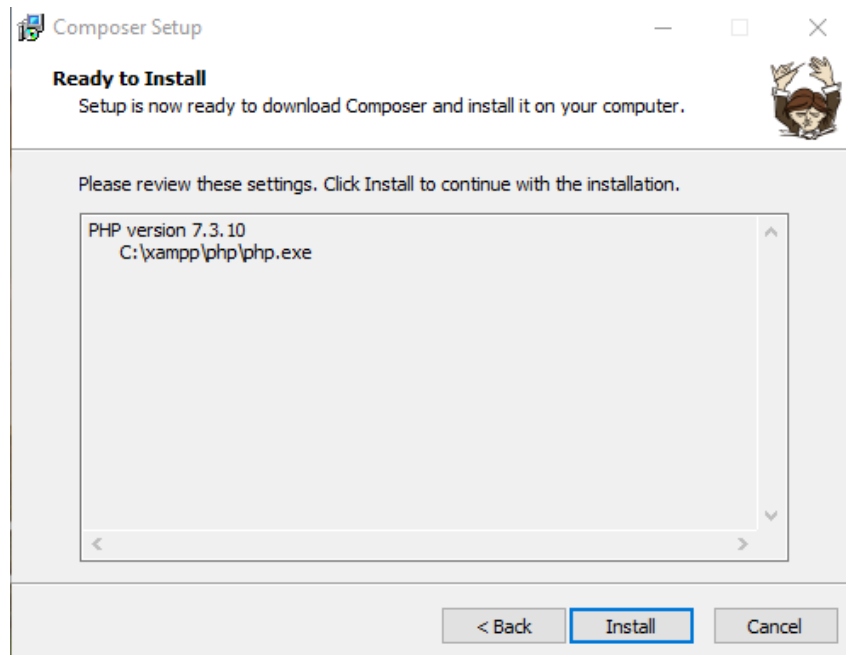 Composer Setup
Ready to Install
Setup is now ready to download Composer and install it on your computer.
Please review these settings. Click Install to continue with the installation.
PHP version 7.3.10
C:\xampp\php\php.exe
< Back
Install
Cancel